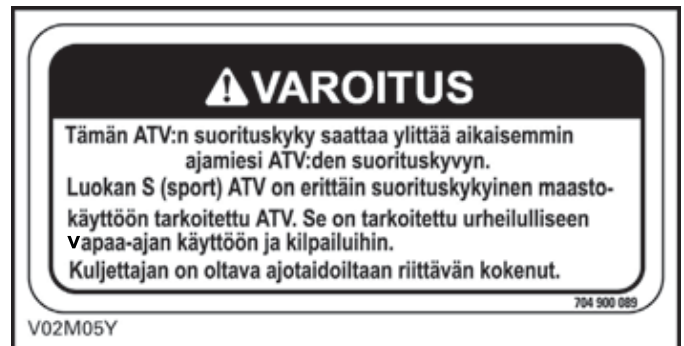 VAROITUS
Tämän ATV:n suorituskyky saattaa ylittää aikaisemmin
ajamiesi ATV:den suorituskyvyn.
Luokan S (sport) ATV on erittäin suorituskykyinen maasto-
käyttöön tarkoitettu ATV. Se on tarkoitettu urheilulliseen
vapaa-ajan käyttöön ja kilpailuihin.
Kuljettajan on oltava ajotaidoiltaan riittävän kokenut.
704 900 089
V02M05Y